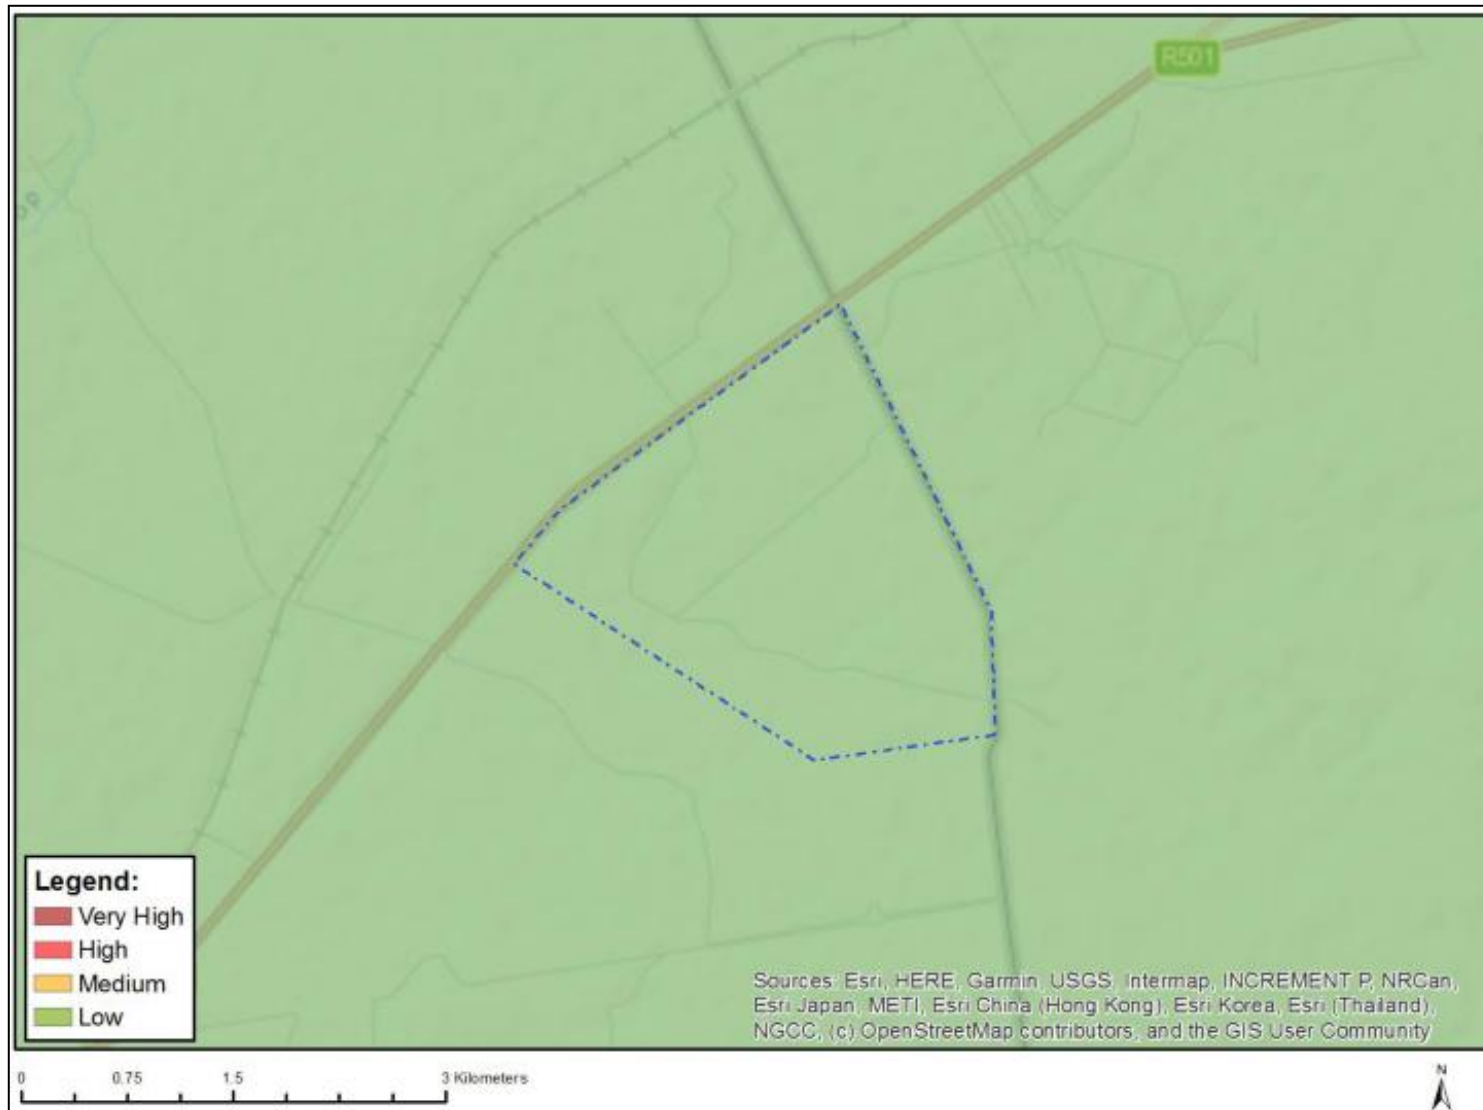 R501
Legend:
Very High
High
Medium
Low
Sources: Esri, HERE, Garmin, USGS, Intermap, INCREMENT P, NRCan,
Esri Japan, METI, Esri China (Hong Kong), Esri Korea, Esri (Thailand),
NGCC, (c) OpenStreetMap contributors, and the GIS User Community
0 0.75 1.5 3 Kilometers
N